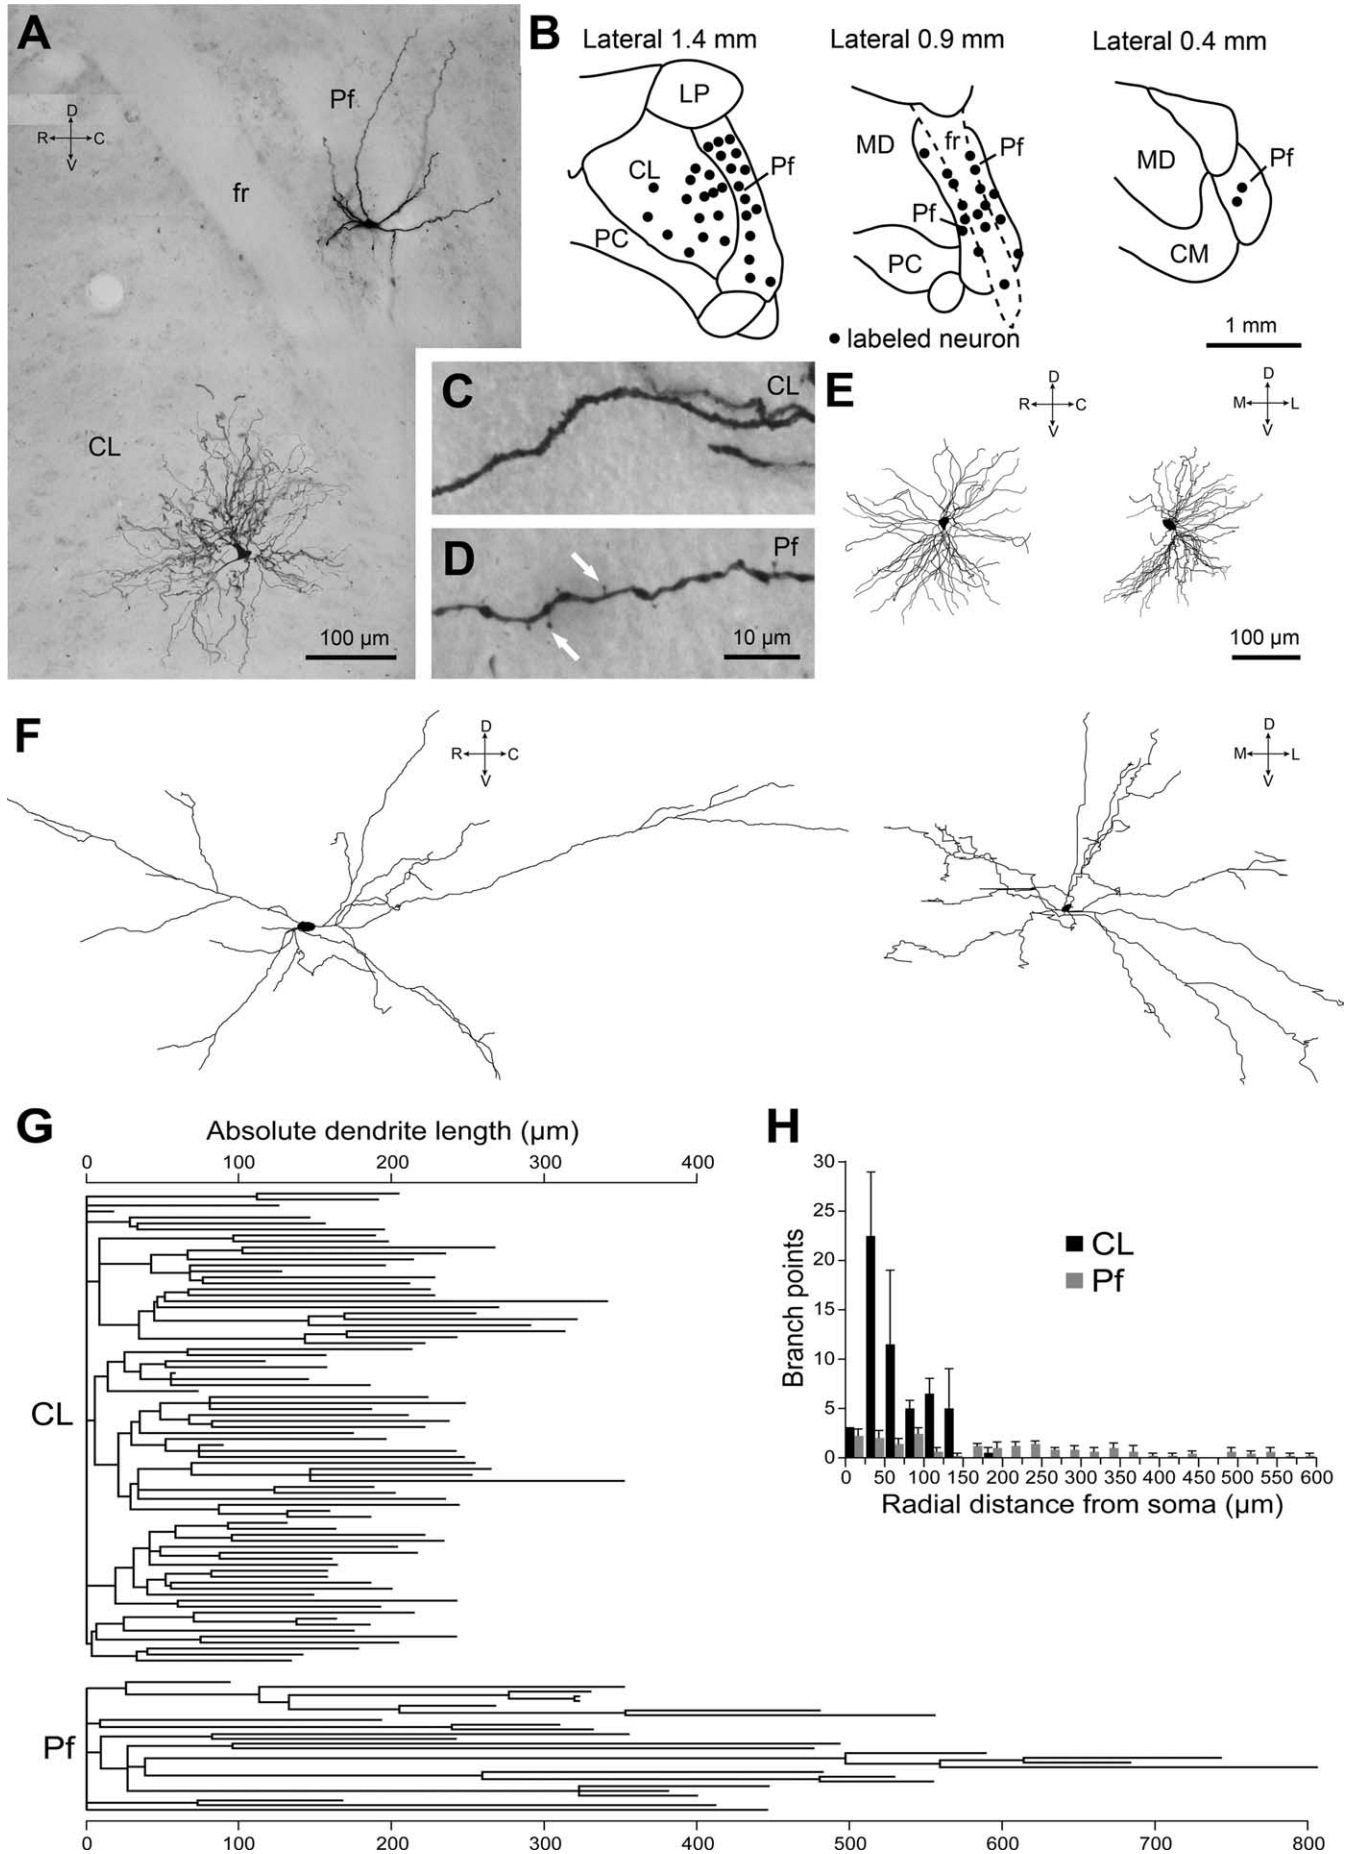 A
Pf
D
R
C
V
fr
CL
100 µm
B
Lateral 1.4 mm
Lateral 0.9 mm
Lateral 0.4 mm
LP
CL
Pf
PC
MD
fr
Pf
Pf
PC
MD
Pf
CM
labeled neuron
1 mm
C
CL
D
Pf
10 µm
E
D
R
C
V
D
M
L
V
100 µm
F
D
R
C
V
D
M
L
V
G
Absolute dendrite length (µm)
0 100 200 300 400
CL
Pf
0 100 200 300 400 500 600 700 800
H
30
25
20
15
10
5
0
Branch points
CL
Pf
0 50 100 150 200 250 300 350 400 450 500 550 600
Radial distance from soma (µm)